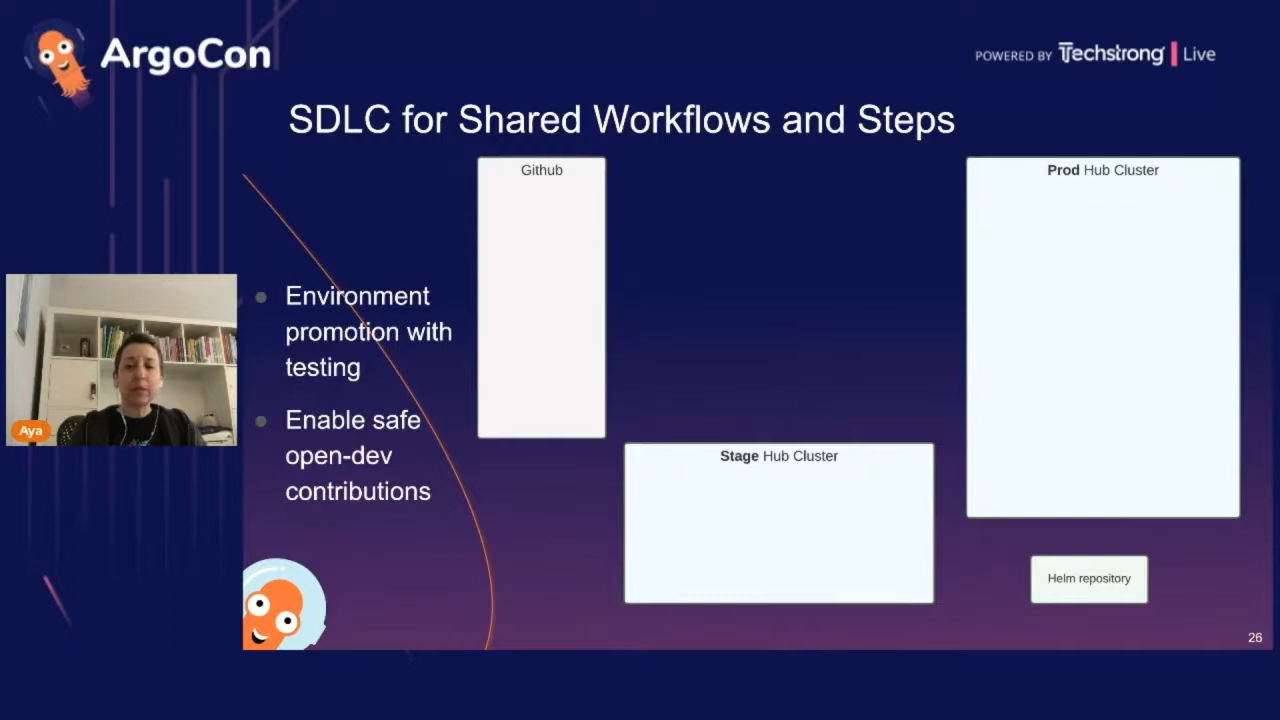 ArgoCon
POWERED BY Techstrong | Live
SDLC for Shared Workflows and Steps
Github
Prod Hub Cluster
Environment
promotion with
testing
Enable safe
open-dev
contributions
Aya
Stage Hub Cluster
Helm repository
26